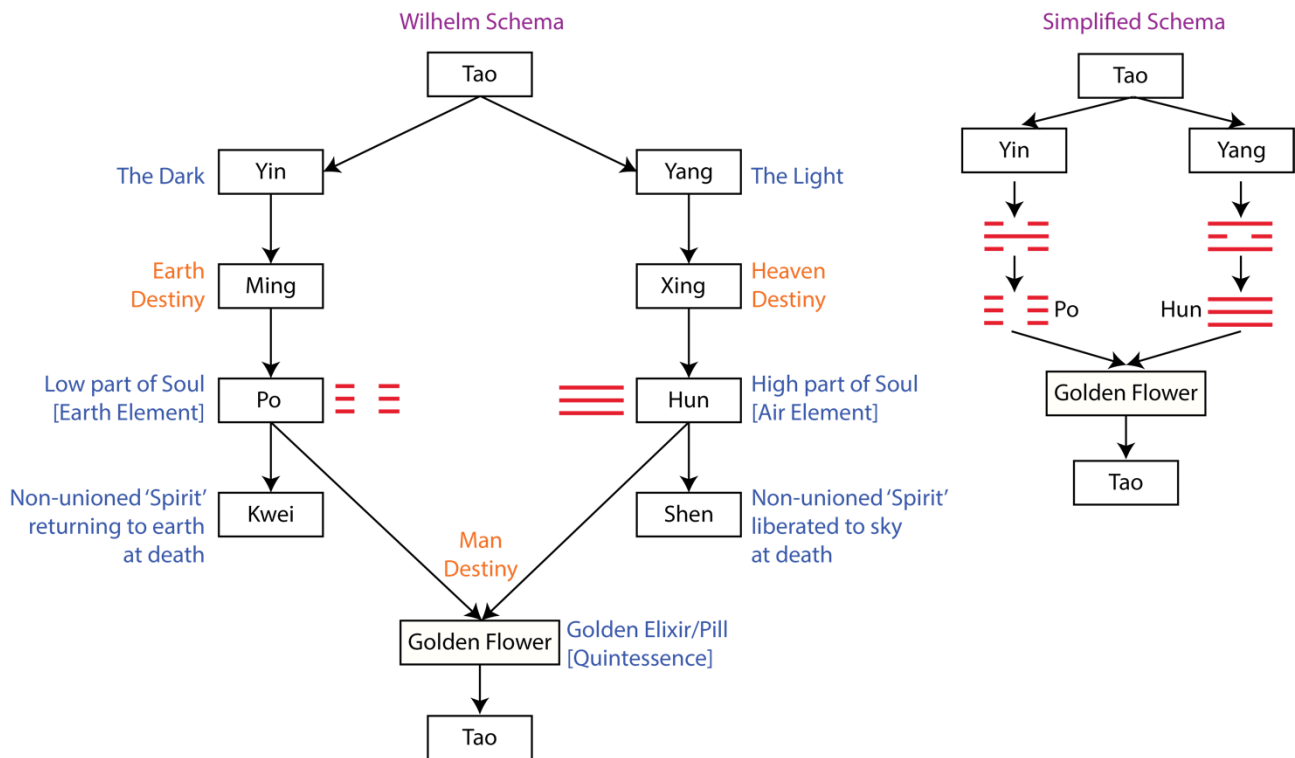 Wilhelm Schema
Tao
The Dark
Yin
Yang
The Light
Earth
Destiny
Ming
Xing
Heaven
Destiny
Low part of Soul
[Earth Element]
Po
Hun
High part of Soul
[Air Element]
Non-unioned ‘Spirit’
returning to earth
at death
Kwei
Shen
Non-unioned ‘Spirit’
liberated to sky
at death
Man
Destiny
Golden Flower
Golden Elixir/Pill
[Quintessence]
Tao
Simplified Schema
Tao
Yin
Yang
Po
Hun
Golden Flower
Tao